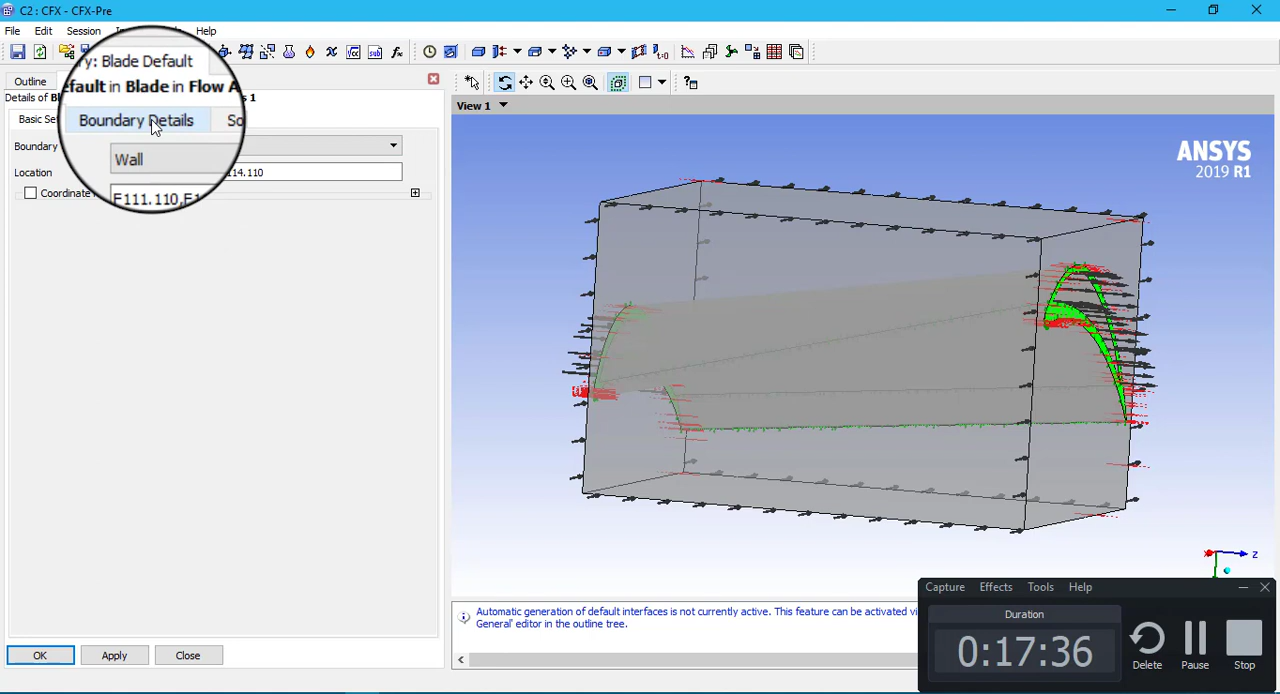 C2 : CFX - CFX-Pre
File Edit Session Help
ry: Blade Default
Outline
efault in Blade in Flow A
Details of Bl s 1
Basic Se Boundary Details So
Boundary
Wall
Location 14.110
Coordinate
F111.110,F1
View 1
ANSYS
2019 R1
Z
Automatic generation of default interfaces is not currently active. This feature can be activated vi
General' editor in the outline tree.
OK Apply Close
Capture Effects Tools Help
Duration
0:17:36
Delete Pause Stop